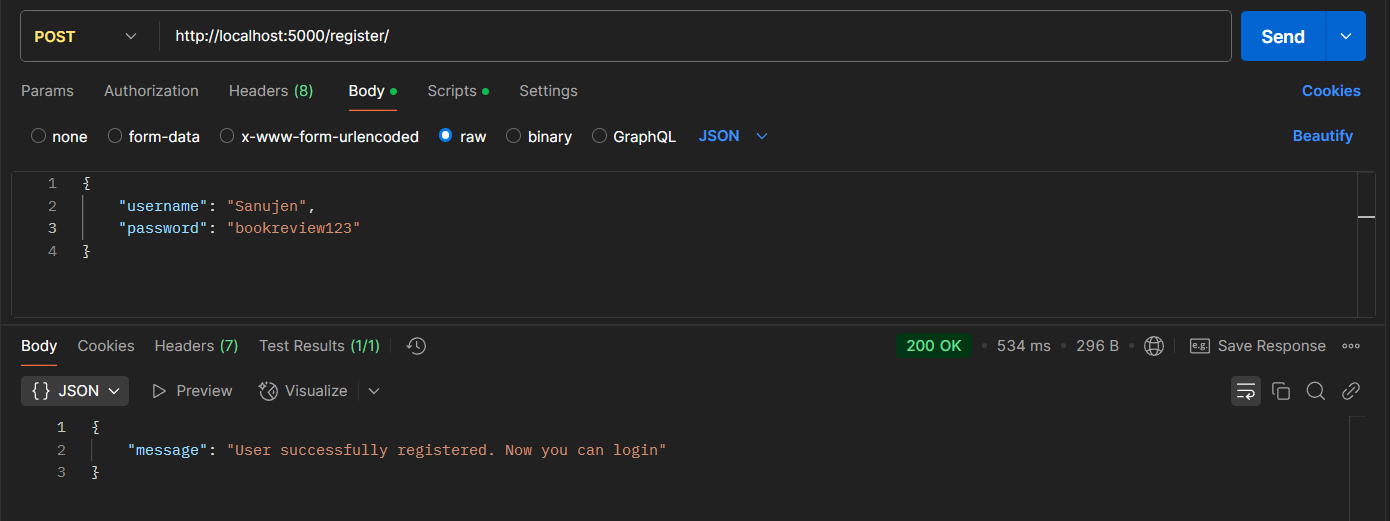 POST http://localhost:5000/register/ Send
Params Authorization Headers (8) Body Scripts Settings Cookies
none form-data x-www-form-urlencoded raw binary GraphQL JSON Beautify
1 {
2 "username": "Sanujen",
3 "password": "bookreview123"
4 }
Body Cookies Headers (7) Test Results (1/1) 200 OK 534 ms 296 B e.g. Save Response
{} JSON Preview Visualize
1 {
2 "message": "User successfully registered. Now you can login"
3 }